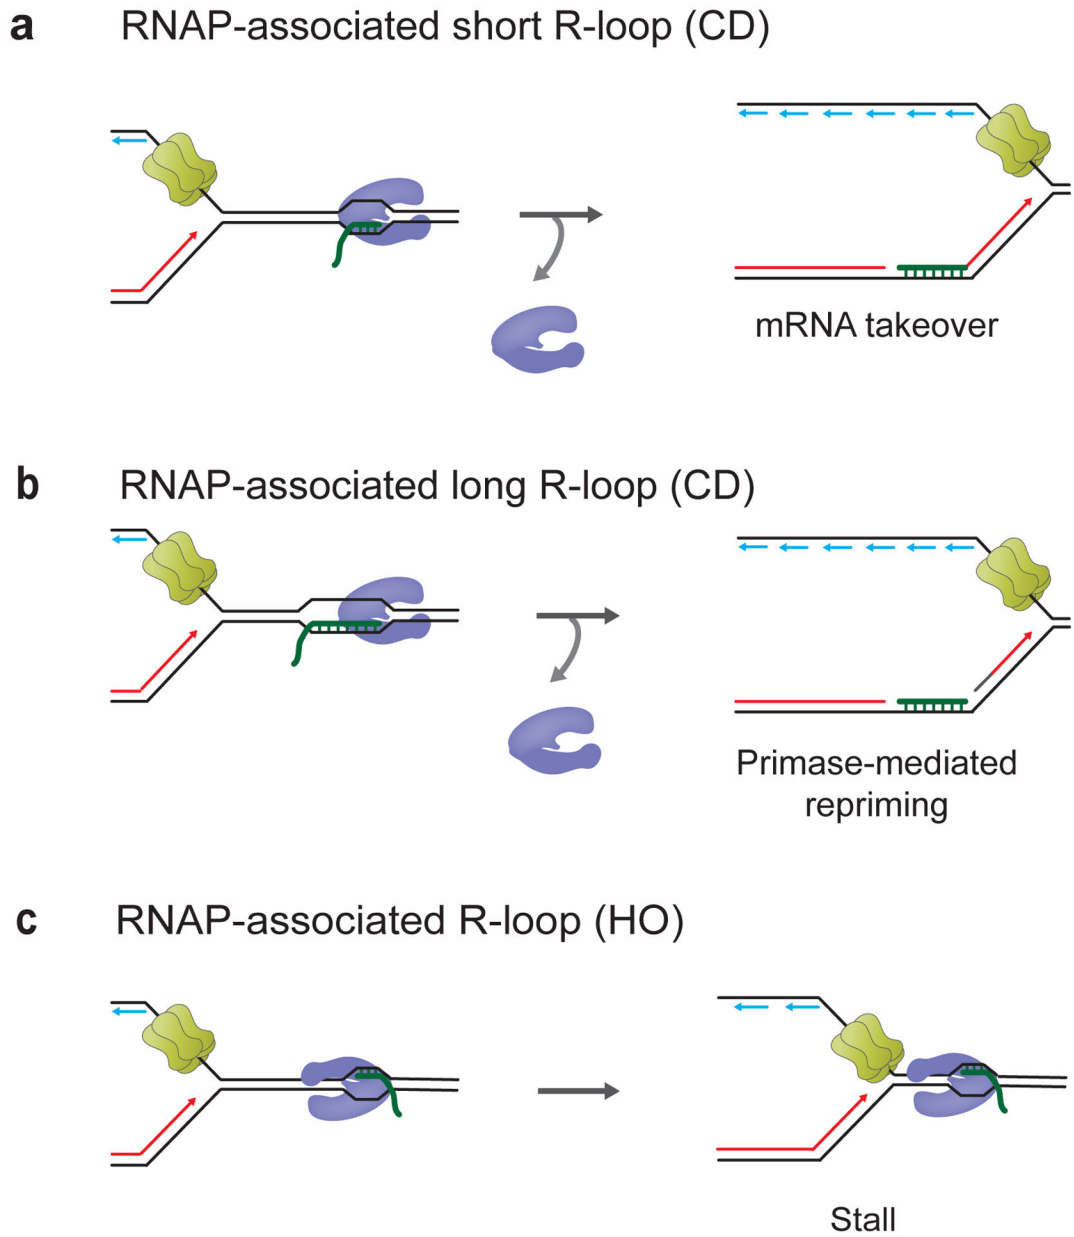 a RNAP-associated short R-loop (CD)
mRNA takeover
b RNAP-associated long R-loop (CD)
Primase-mediated
repriming
c RNAP-associated R-loop (HO)
Stall